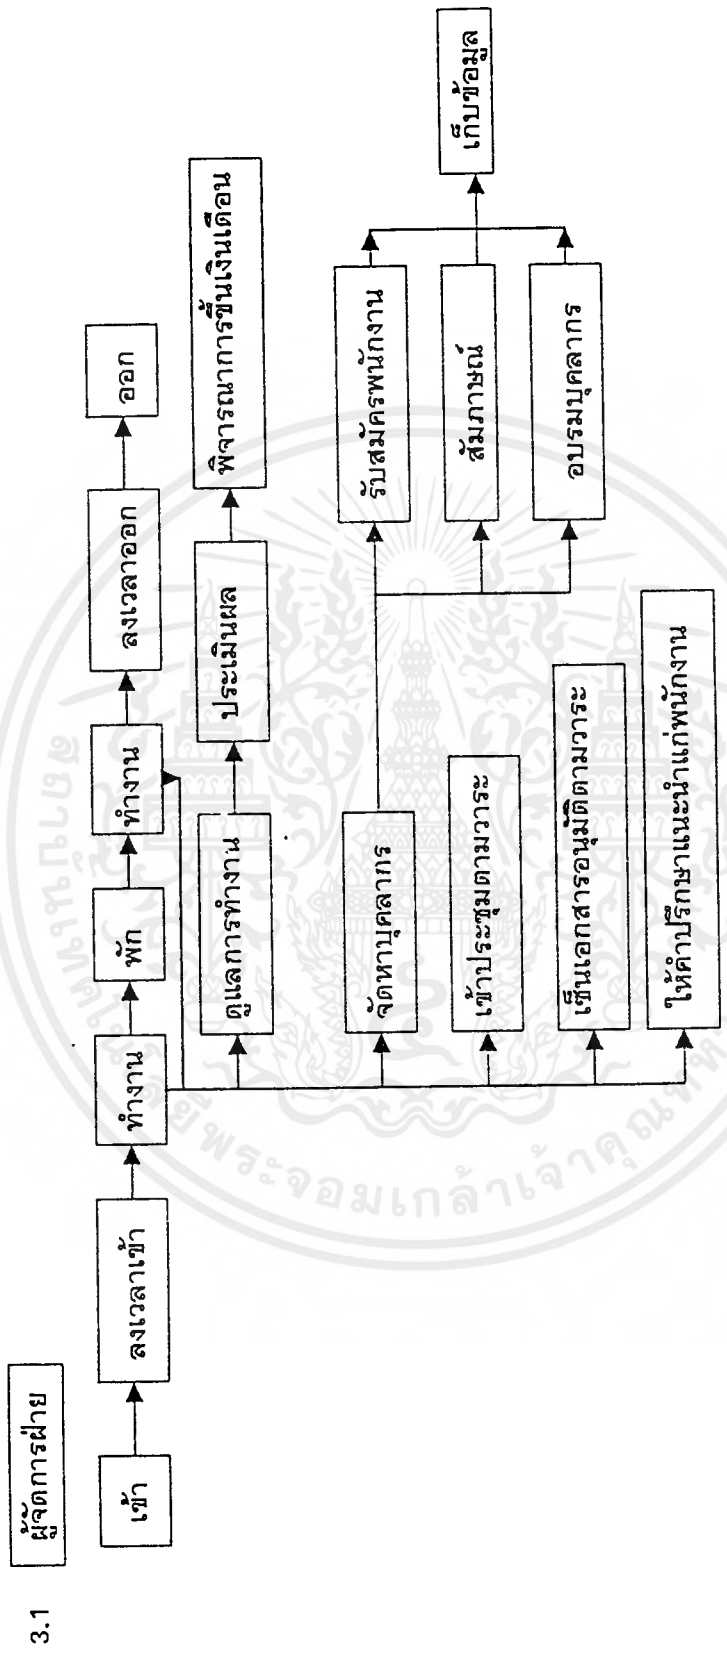 3.1 ผู้จัดการฝ่าย
เข้า
ลงเวลาเข้า
ทำงาน
พัก
ทำงาน
ลงเวลาออก
ออก
ดูแลการทำงาน
ประเมินผล
พิจารณาการขึ้นเงินเดือน
จัดหาบุคลากร
รับสมัครพนักงาน
สัมภาษณ์
อบรมบุคลากร
เก็บข้อมูล
เข้าประชุมตามวาระ
เซ็นเอกสารอนุมัติตามวาระ
ให้คำปรึกษาแนะนำแก่พนักงาน